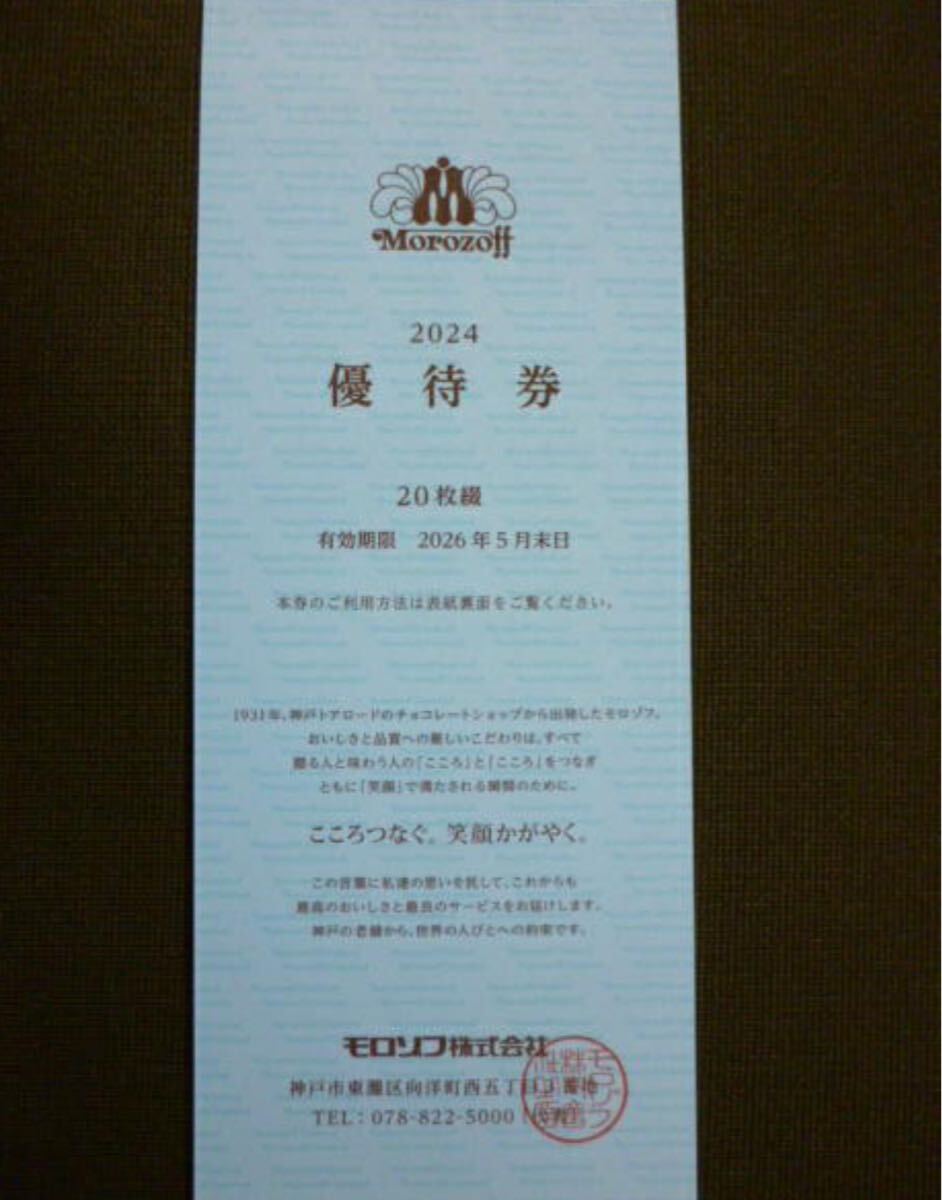 Morozoff
2024
優待券
20枚綴
有効期限 2026年5月末日
本券のご利用方法は表紙裏面をご覧ください。
1931年、神戸トアロードのチョコレートショップから出発したモロゾフ。
おいしさと品質への厳しいこだわりは、すべて
贈る人と味わう人の「こころ」と「こころ」をつなぎ
ともに「笑顔」で満たされる瞬間のために。
こころつなぐ。笑顔かがやく。
この言葉に私達の思いを託して、これからも
最高のおいしさと最良のサービスをお届けします。
神戸の老舗から、世界の人びとへの約束です。
モロゾフ株式会社
神戸市東灘区向洋町西五丁目3番地
TEL:078-822-5000